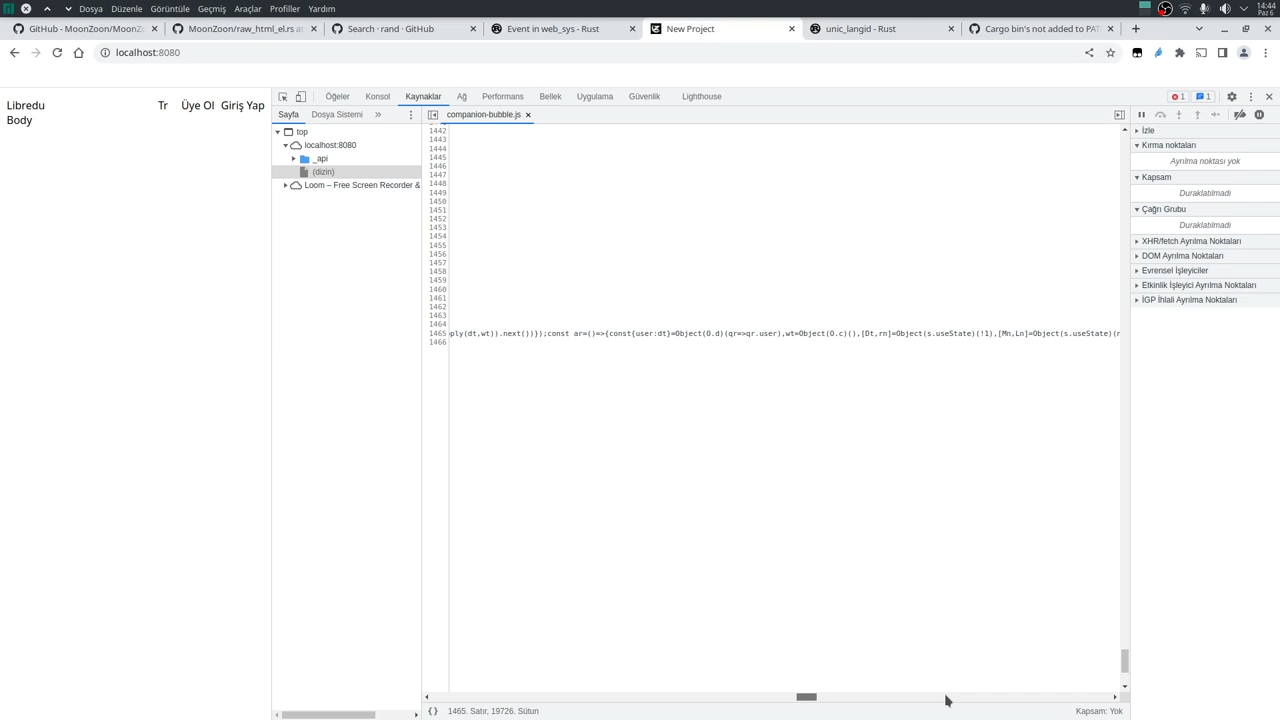 Dosya Düzenle Görüntüle Geçmiş Araçlar Profiller Yardım
14:44
Paz 6
GitHub - MoonZoon/MoonZo
MoonZoon/raw_html_el.rs at
Search · rand · GitHub
Event in web_sys - Rust
New Project
unic_langid - Rust
Cargo bin's not added to PAT
localhost:8080
Libredu Tr Üye Ol Giriş Yap
Body
Öğeler Konsol Kaynaklar Ağ Performans Bellek Uygulama Güvenlik Lighthouse
1 1
Sayfa Dosya Sistemi »
top
localhost:8080
_api
(dizin)
Loom – Free Screen Recorder &
companion-bubble.js
1442
1443
1444
1445
1446
1447
1448
1449
1450
1451
1452
1453
1454
1455
1456
1457
1458
1459
1460
1461
1462
1463
1464
1465 ply(dt,wt)).next())});const ar=()=>{const{user:dt}=Object(O.d)(qr=>qr.user),wt=Object(O.c)(),[Dt,rn]=Object(s.useState)(!1),[Mn,Ln]=Object(s.useState)(
1466
{} 1465. Satır, 19726. Sütun
Kapsam: Yok
İzle
Kırma noktaları
Ayrılma noktası yok
Kapsam
Duraklatılmadı
Çağrı Grubu
Duraklatılmadı
XHR/fetch Ayrılma Noktaları
DOM Ayrılma Noktaları
Evrensel İşleyiciler
Etkinlik İşleyici Ayrılma Noktaları
İGP İhlali Ayrılma Noktaları